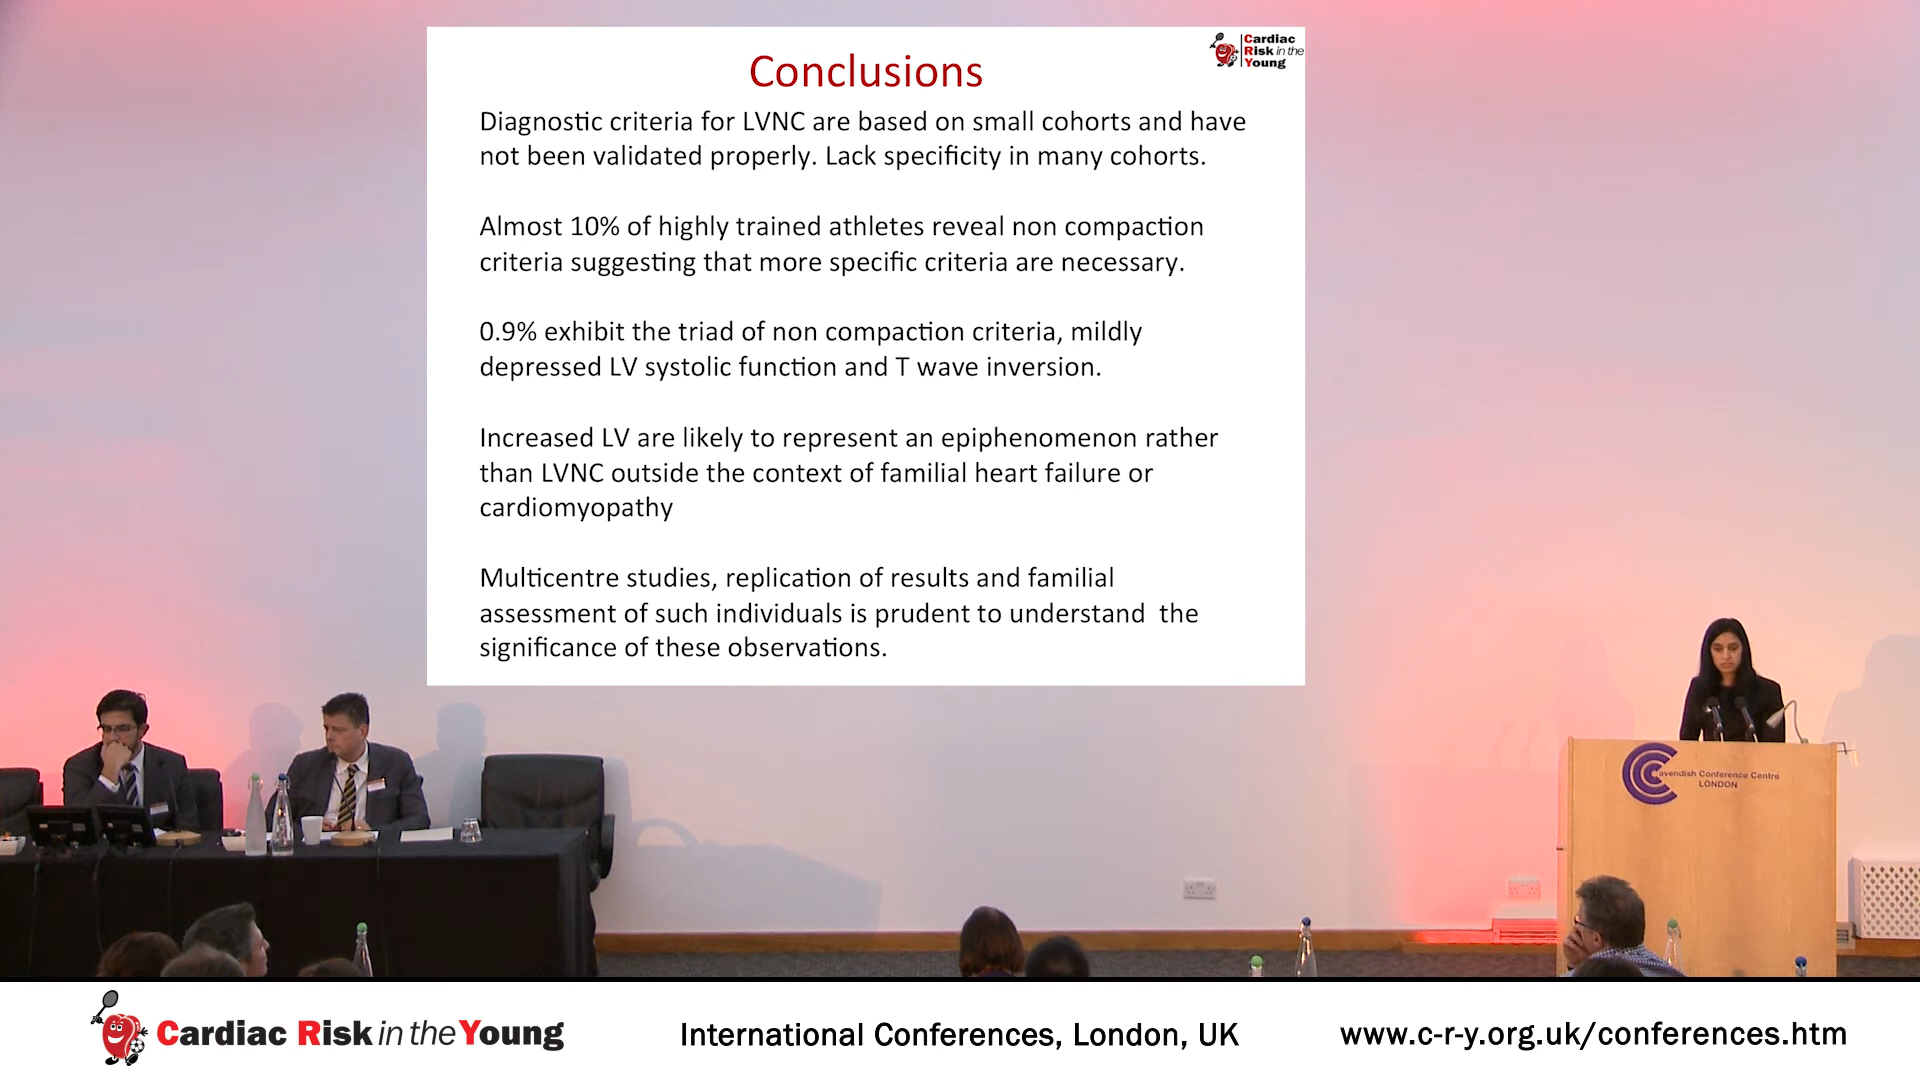 Cardiac
Risk in the
Young
Conclusions
Diagnostic criteria for LVNC are based on small cohorts and have
not been validated properly. Lack specificity in many cohorts.
Almost 10% of highly trained athletes reveal non compaction
criteria suggesting that more specific criteria are necessary.
0.9% exhibit the triad of non compaction criteria, mildly
depressed LV systolic function and T wave inversion.
Increased LV are likely to represent an epiphenomenon rather
than LVNC outside the context of familial heart failure or
cardiomyopathy
Multicentre studies, replication of results and familial
assessment of such individuals is prudent to understand the
significance of these observations.
Cavendish Conference Centre
LONDON
Cardiac Risk in the Young
International Conferences, London, UK
www.c-r-y.org.uk/conferences.htm